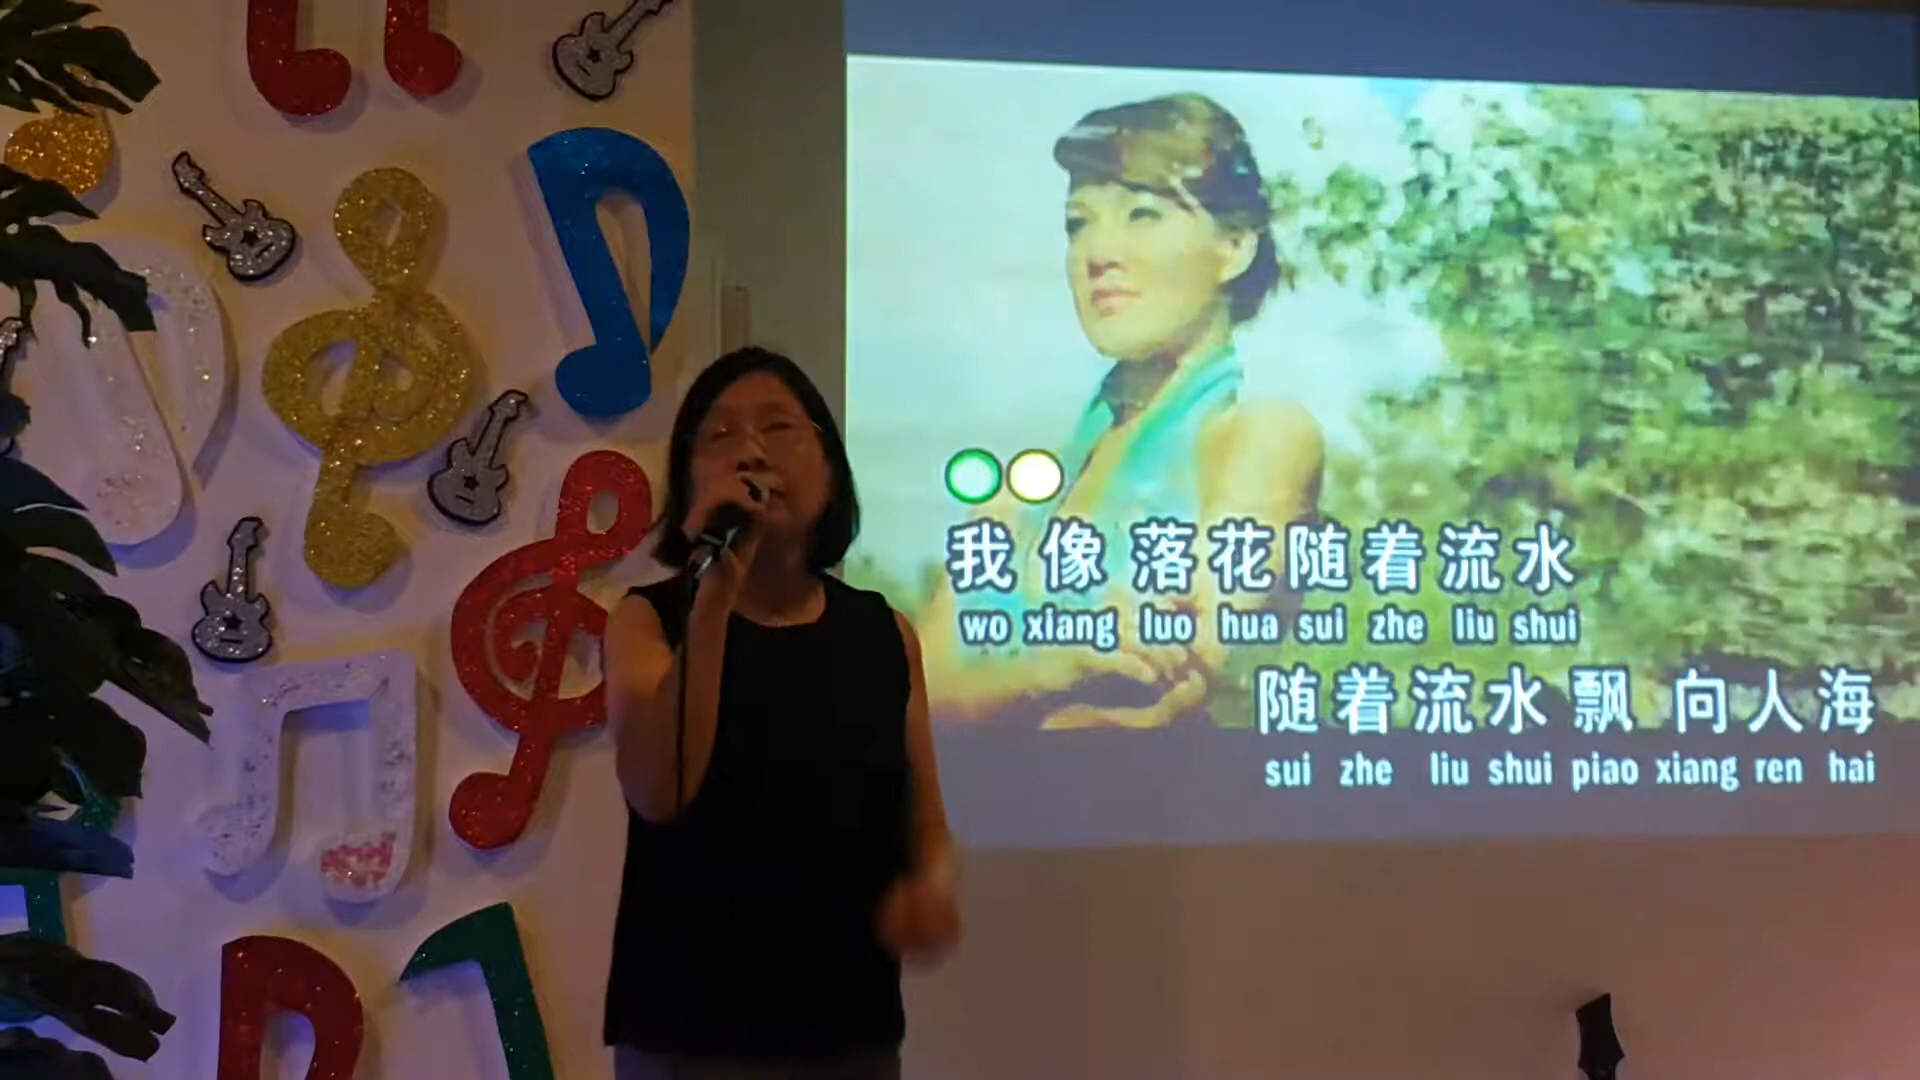 我像落花随着流水
wo xiang luo hua sui zhe liu shui
随着流水飘向人海
sui zhe liu shui piao xiang ren hai